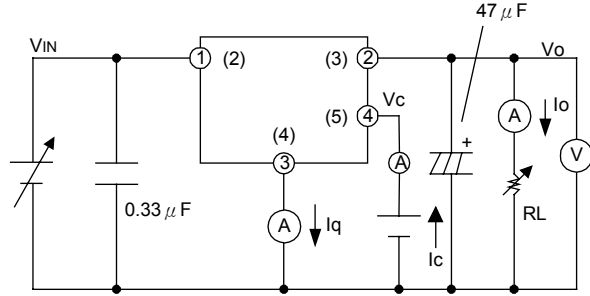 47 μF
VIN
1
(2)
(3)
2
Vo
Vc
(5)
4
A
Io
(4)
3
A
+
V
0.33 μF
A
Iq
Ic
RL